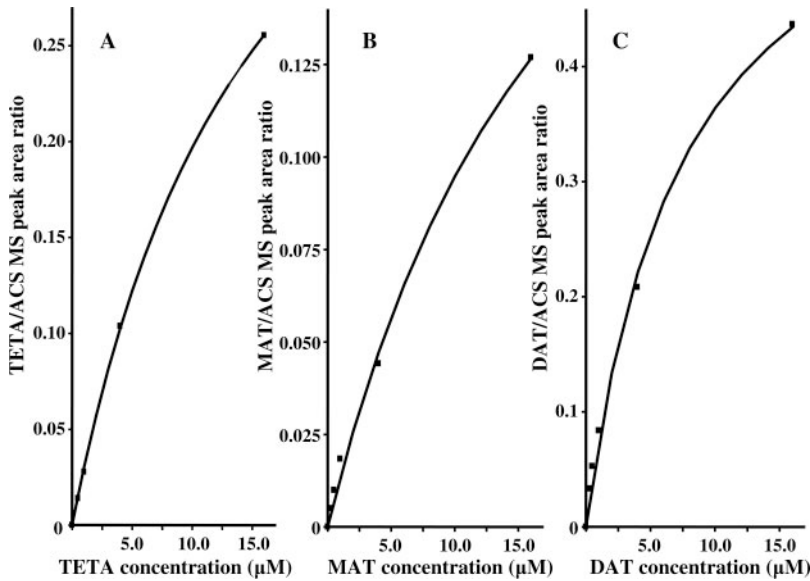 A
TETA/ACS MS peak area ratio
0.25
0.20
0.15
0.10
0.05
0
5.0 10.0 15.0
TETA concentration (μM)
B
MAT/ACS MS peak area ratio
0.125
0.100
0.075
0.050
0.025
0
5.0 10.0 15.0
MAT concentration (μM)
C
DAT/ACS MS peak area ratio
0.4
0.3
0.2
0.1
0
5.0 10.0 15.0
DAT concentration (μM)